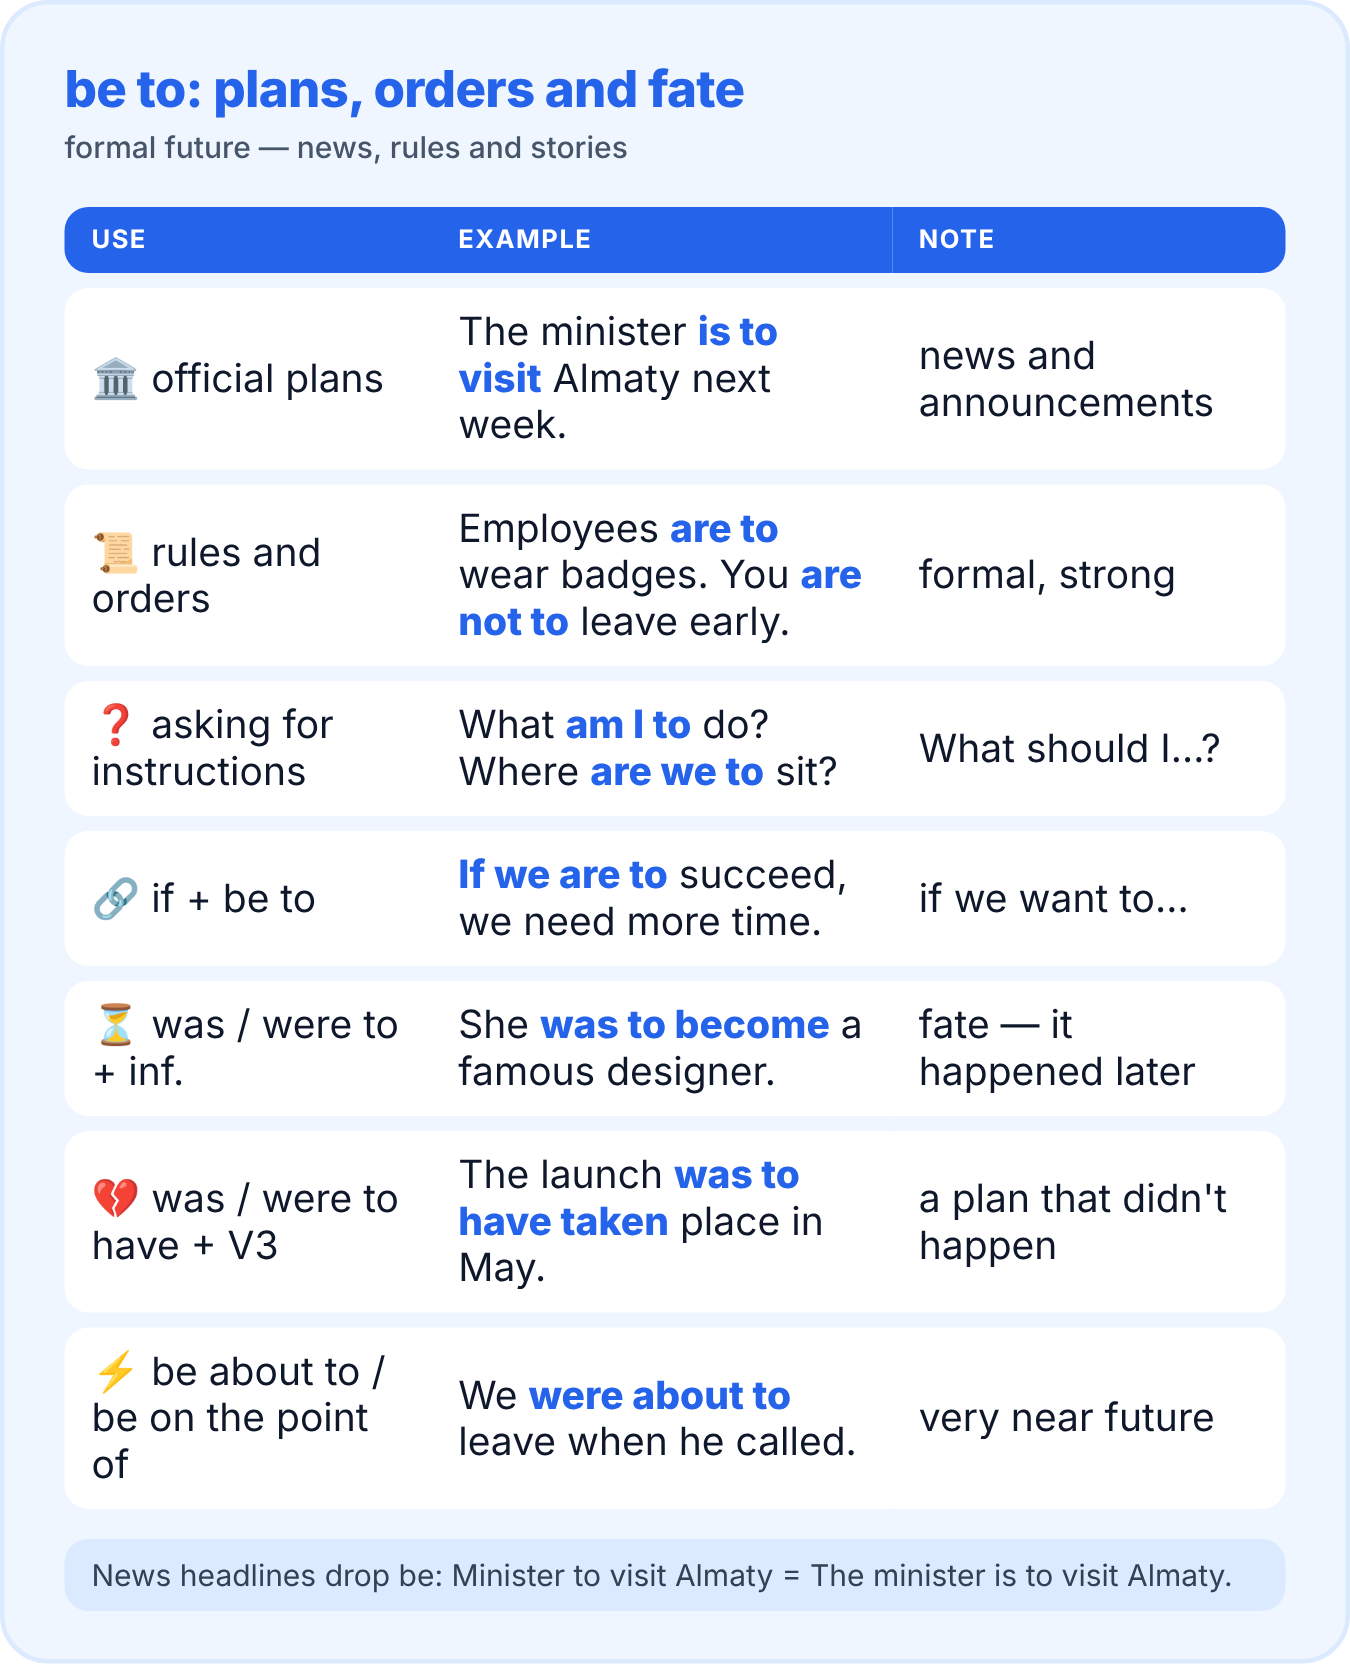 be to: plans, orders and fate
formal future — news, rules and stories
USE EXAMPLE NOTE
🏛️ official plans
The minister is to
visit Almaty next
week.
news and
announcements
📜 rules and
orders
Employees are to
wear badges. You are
not to leave early.
formal, strong
❓ asking for
instructions
What am I to do?
Where are we to sit?
What should I...?
🔗 if + be to
If we are to succeed,
we need more time.
if we want to...
⏳ was / were to
+ inf.
She was to become a
famous designer.
fate — it
happened later
💔 was / were to
have + V3
The launch was to
have taken place in
May.
a plan that didn't
happen
⚡ be about to /
be on the point
of
We were about to
leave when he called.
very near future
News headlines drop be: Minister to visit Almaty = The minister is to visit Almaty.